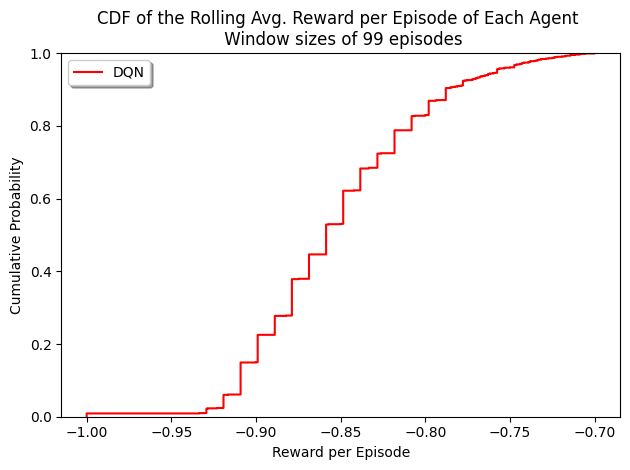 CDF of the Rolling Avg. Reward per Episode of Each Agent
Window sizes of 99 episodes
DQN
Cumulative Probability
1.0
0.8
0.6
0.4
0.2
0.0
−1.00 −0.95 −0.90 −0.85 −0.80 −0.75 −0.70
Reward per Episode